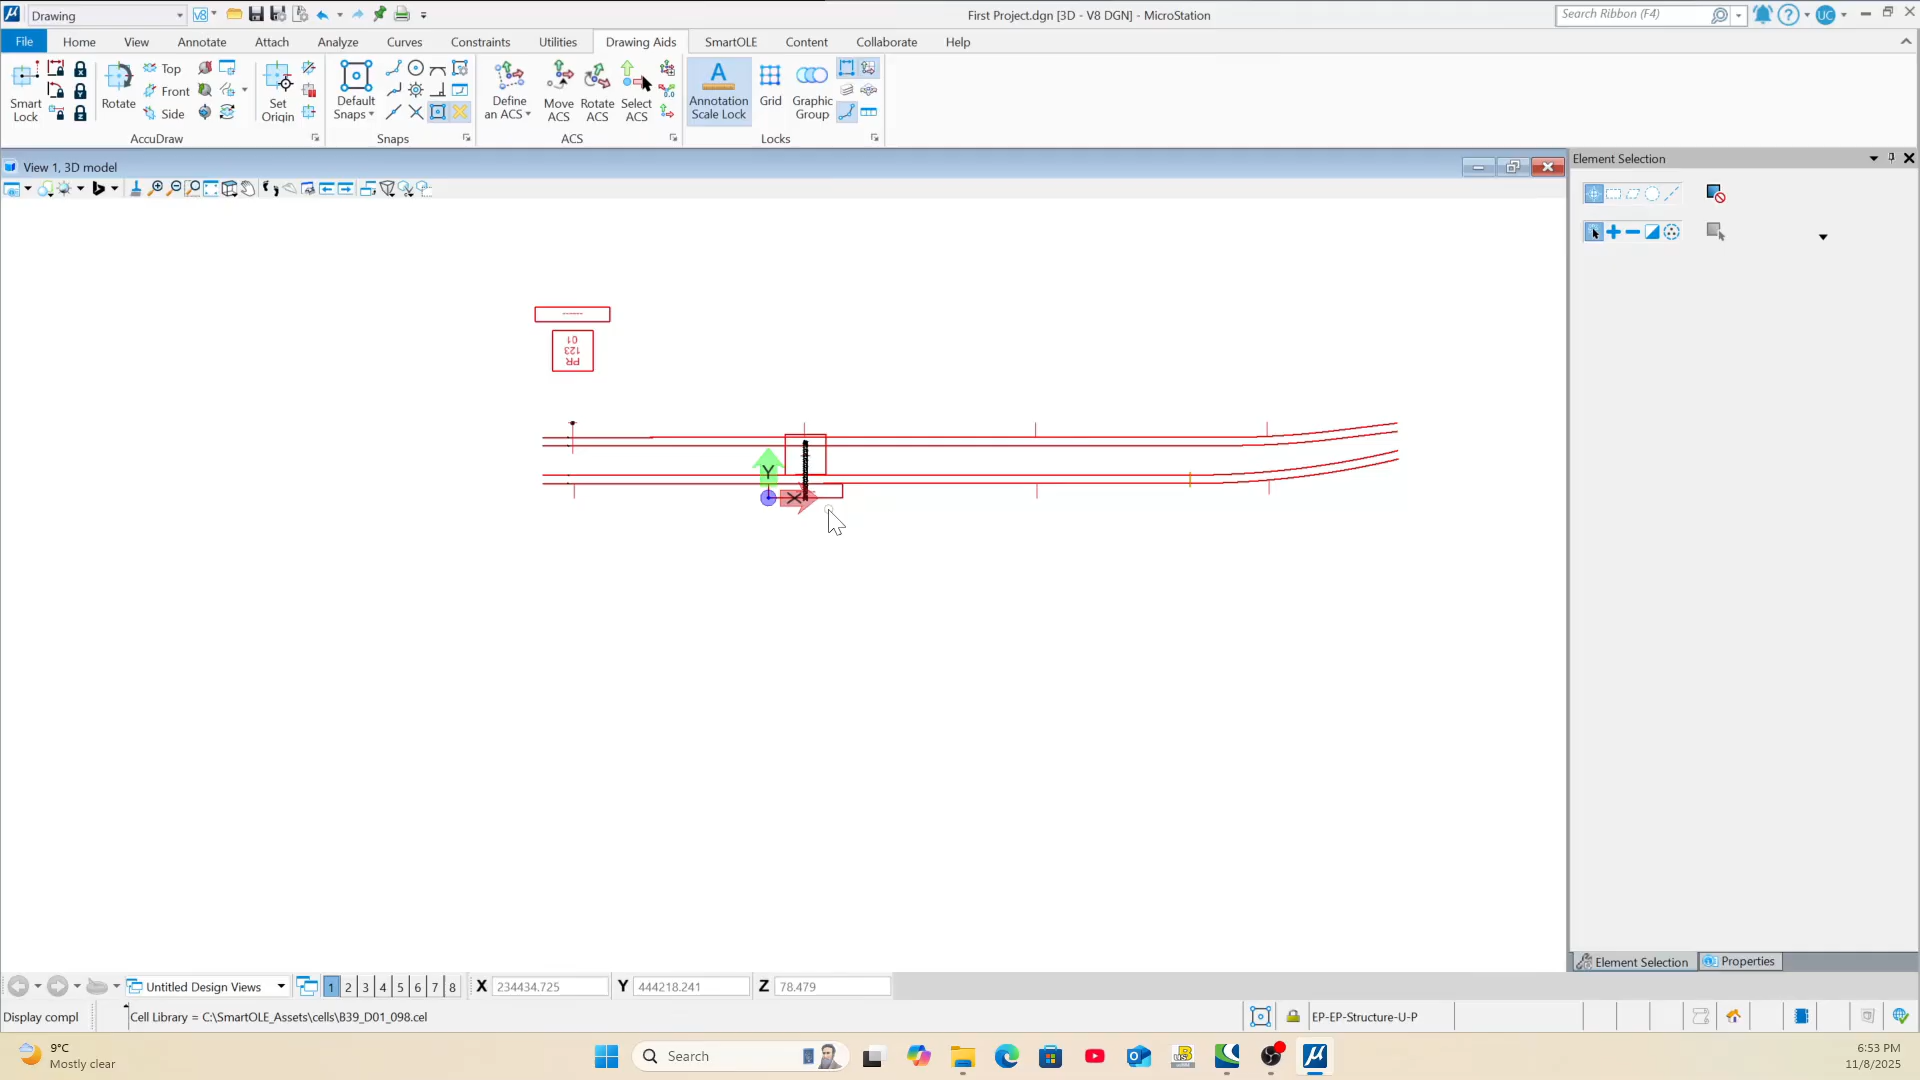 Drawing
First Project.dgn [3D - V8 DGN] - MicroStation
Search Ribbon (F4)
UC
File Home View Annotate Attach Analyze Curves Constraints Utilities Drawing Aids SmartOLE Content Collaborate Help
Smart Lock
Rotate
Top
Front
Side
Set Origin
AccuDraw
Default Snaps
Snaps
Define an ACS
Move ACS
Rotate ACS
Select ACS
ACS
Annotation Scale Lock
Grid
Graphic Group
Locks
View 1, 3D model
Element Selection
01
123
PR
Y
X
Element Selection
Properties
Untitled Design Views
1 2 3 4 5 6 7 8
X 234434.725 Y 444218.241 Z 78.479
Display compl
Cell Library = C:\SmartOLE_Assets\cells\B39_D01_098.cel
EP-EP-Structure-U-P
9°C
Mostly clear
Search
6:53 PM
11/8/2025